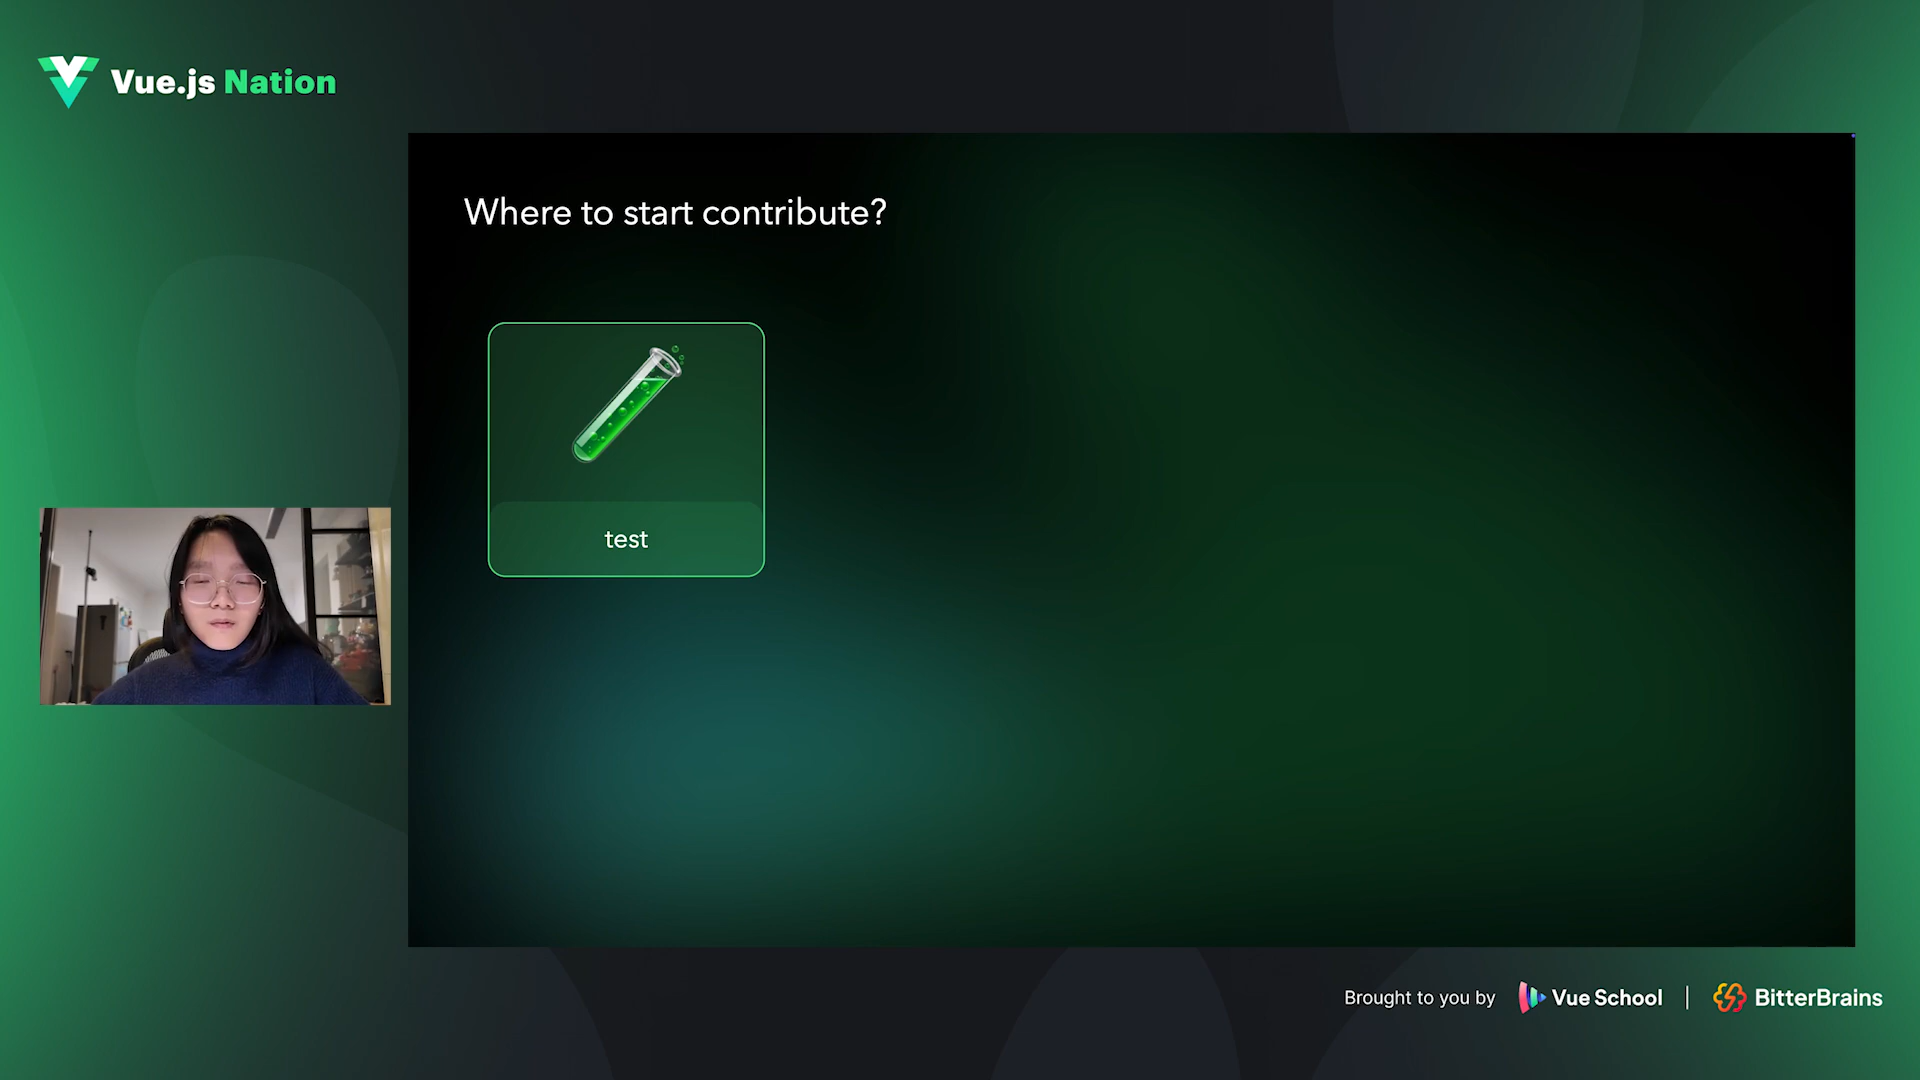 Vue.js Nation
Where to start contribute?
test
Brought to you by Vue School | BitterBrains